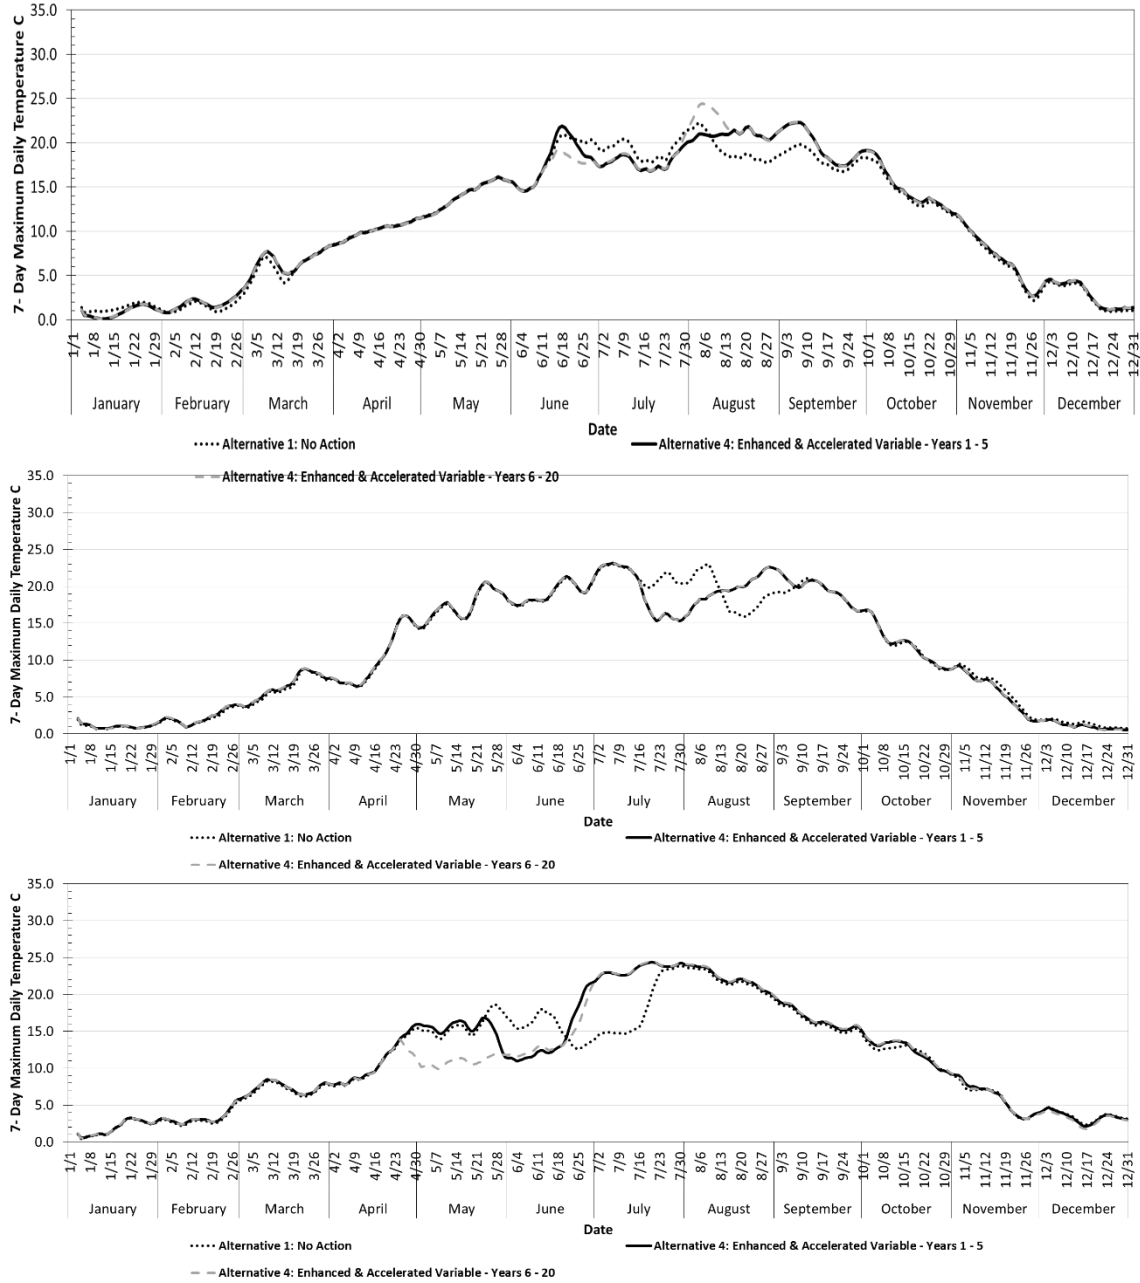 7- Day Maximum Daily Temperature C
35.0
30.0
25.0
20.0
15.0
10.0
5.0
0.0
1/1 1/8 1/15 1/22 1/29 2/5 2/12 2/19 2/26 3/5 3/12 3/19 3/26 4/2 4/9 4/16 4/23 4/30 5/7 5/14 5/21 5/28 6/4 6/11 6/18 6/25 7/2 7/9 7/16 7/23 7/30 8/6 8/13 8/20 8/27 9/3 9/10 9/17 9/24 10/1 10/8 10/15 10/22 10/29 11/5 11/12 11/19 11/26 12/3 12/10 12/17 12/24 12/31
January February March April May June July August September October November December
Date
Alternative 1: No Action Alternative 4: Enhanced & Accelerated Variable - Years 1 - 5
Alternative 4: Enhanced & Accelerated Variable - Years 6 - 20
7- Day Maximum Daily Temperature C
35.0
30.0
25.0
20.0
15.0
10.0
5.0
0.0
1/1 1/8 1/15 1/22 1/29 2/5 2/12 2/19 2/26 3/5 3/12 3/19 3/26 4/2 4/9 4/16 4/23 4/30 5/7 5/14 5/21 5/28 6/4 6/11 6/18 6/25 7/2 7/9 7/16 7/23 7/30 8/6 8/13 8/20 8/27 9/3 9/10 9/17 9/24 10/1 10/8 10/15 10/22 10/29 11/5 11/12 11/19 11/26 12/3 12/10 12/17 12/24 12/31
January February March April May June July August September October November December
Date
Alternative 1: No Action Alternative 4: Enhanced & Accelerated Variable - Years 1 - 5
Alternative 4: Enhanced & Accelerated Variable - Years 6 - 20
7- Day Maximum Daily Temperature C
35.0
30.0
25.0
20.0
15.0
10.0
5.0
0.0
1/1 1/8 1/15 1/22 1/29 2/5 2/12 2/19 2/26 3/5 3/12 3/19 3/26 4/2 4/9 4/16 4/23 4/30 5/7 5/14 5/21 5/28 6/4 6/11 6/18 6/25 7/2 7/9 7/16 7/23 7/30 8/6 8/13 8/20 8/27 9/3 9/10 9/17 9/24 10/1 10/8 10/15 10/22 10/29 11/5 11/12 11/19 11/26 12/3 12/10 12/17 12/24 12/31
January February March April May June July August September October November December
Date
Alternative 1: No Action Alternative 4: Enhanced & Accelerated Variable - Years 1 - 5
Alternative 4: Enhanced & Accelerated Variable - Years 6 - 20